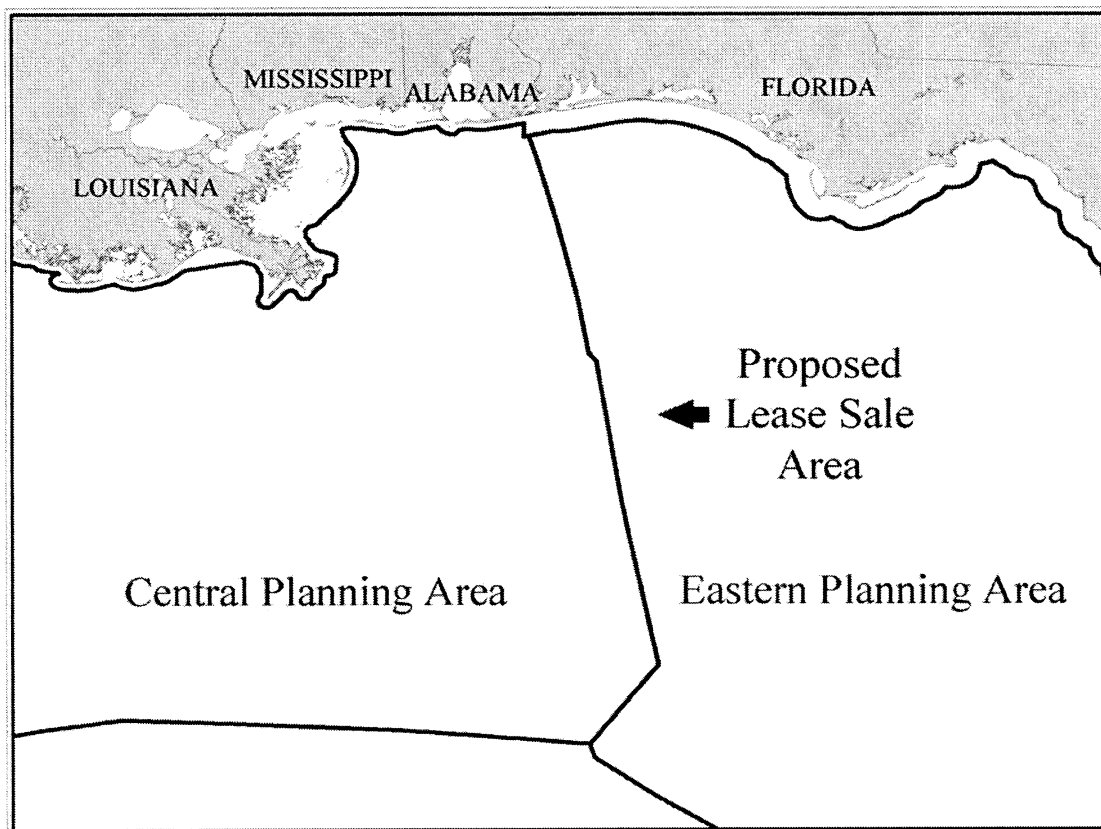 MISSISSIPPI
ALABAMA
FLORIDA
LOUISIANA
Proposed
Lease Sale
Area
Central Planning Area
Eastern Planning Area